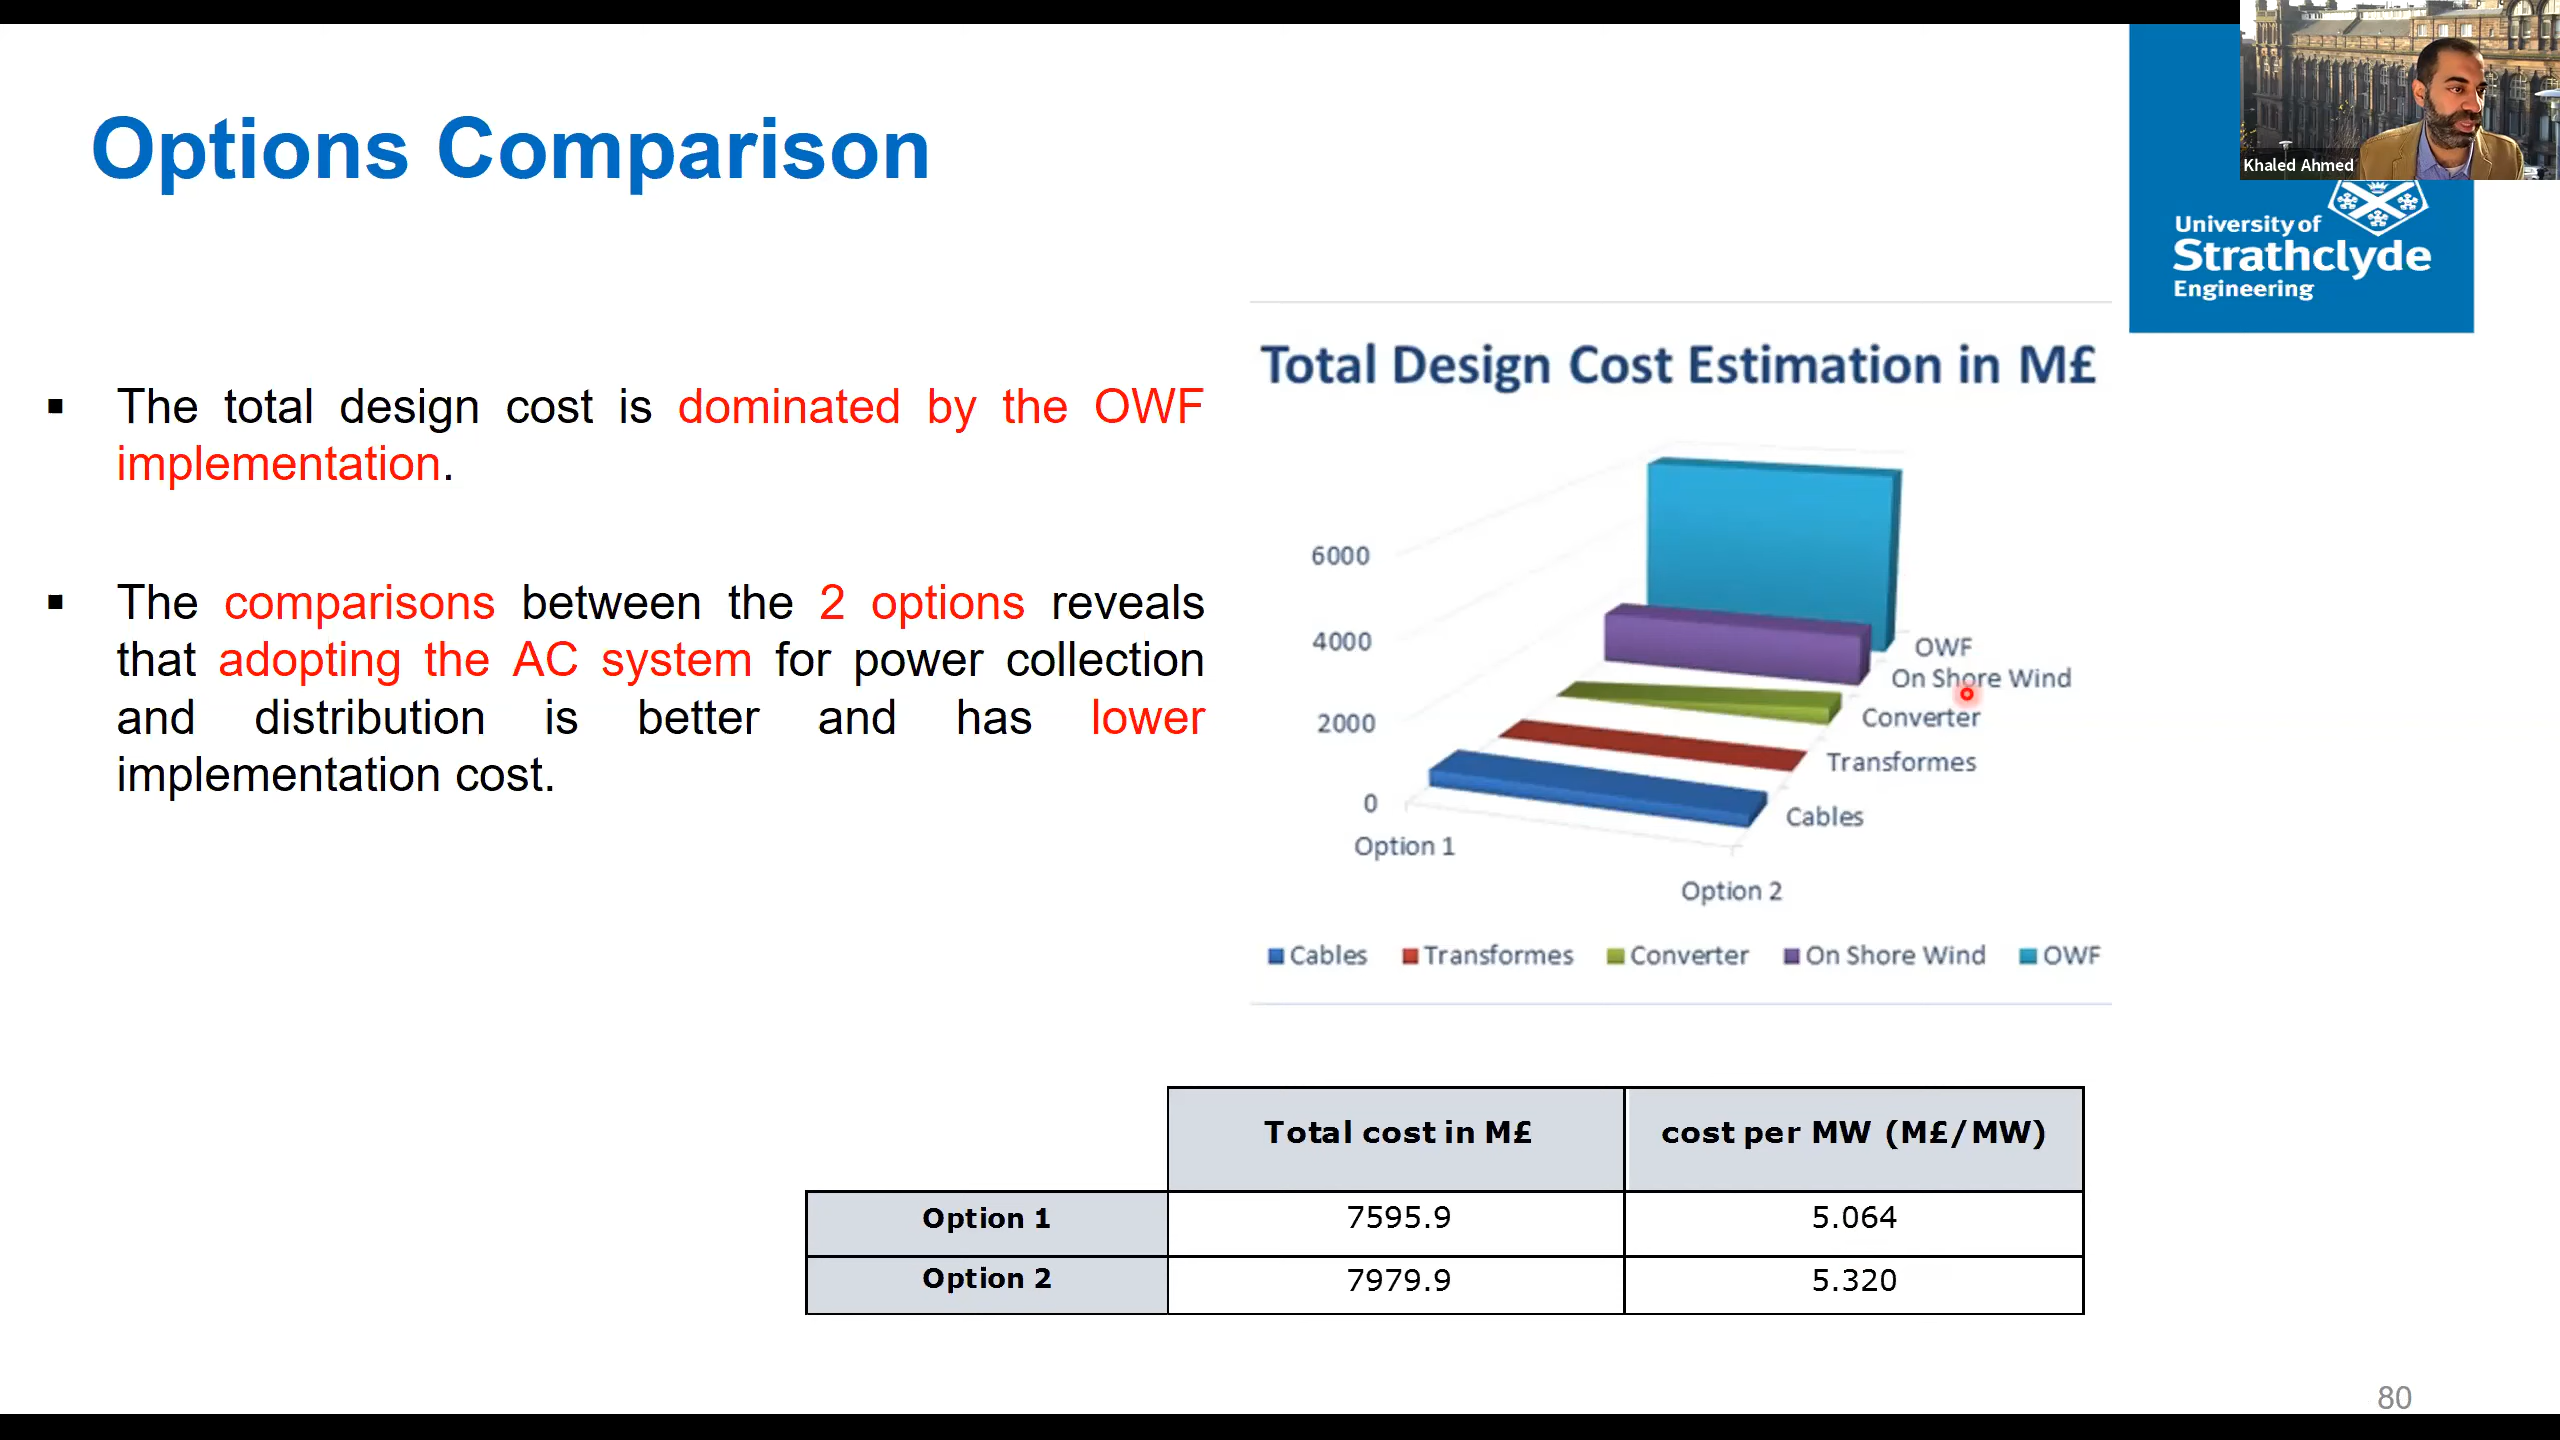 Khaled Ahmed
Options Comparison
University of
Strathclyde
Engineering
▪ The total design cost is dominated by the OWF
implementation.
▪ The comparisons between the 2 options reveals
that adopting the AC system for power collection
and distribution is better and has lower
implementation cost.
Total Design Cost Estimation in M£
6000
4000
2000
0
OWF
On Shore Wind
Converter
Transformes
Cables
Option 1
Option 2
Cables Transformes Converter On Shore Wind OWF
Total cost in M£ cost per MW (M£/MW)
Option 1 7595.9 5.064
Option 2 7979.9 5.320
80